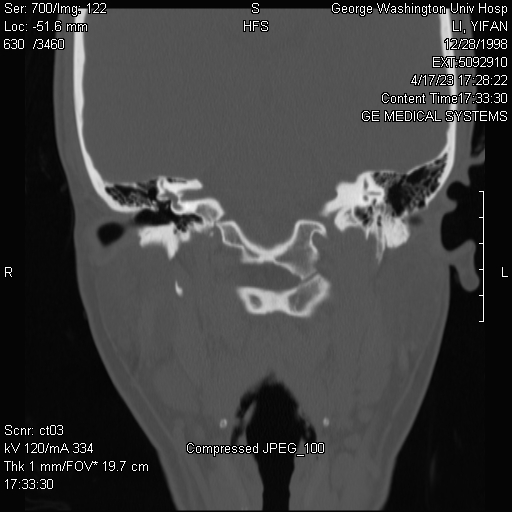 Ser: 700/Img: 122
Loc: -51.6 mm
630 /3460
S
HFS
George Washington Univ Hosp
LI, YIFAN
12/28/1998
EXT:5092910
4/17/23 17:28:22
Content Time17:33:30
GE MEDICAL SYSTEMS
R
L
Scnr: ct03
kV 120/mA 334
Thk 1 mm/FOV* 19.7 cm
17:33:30
Compressed JPEG_100